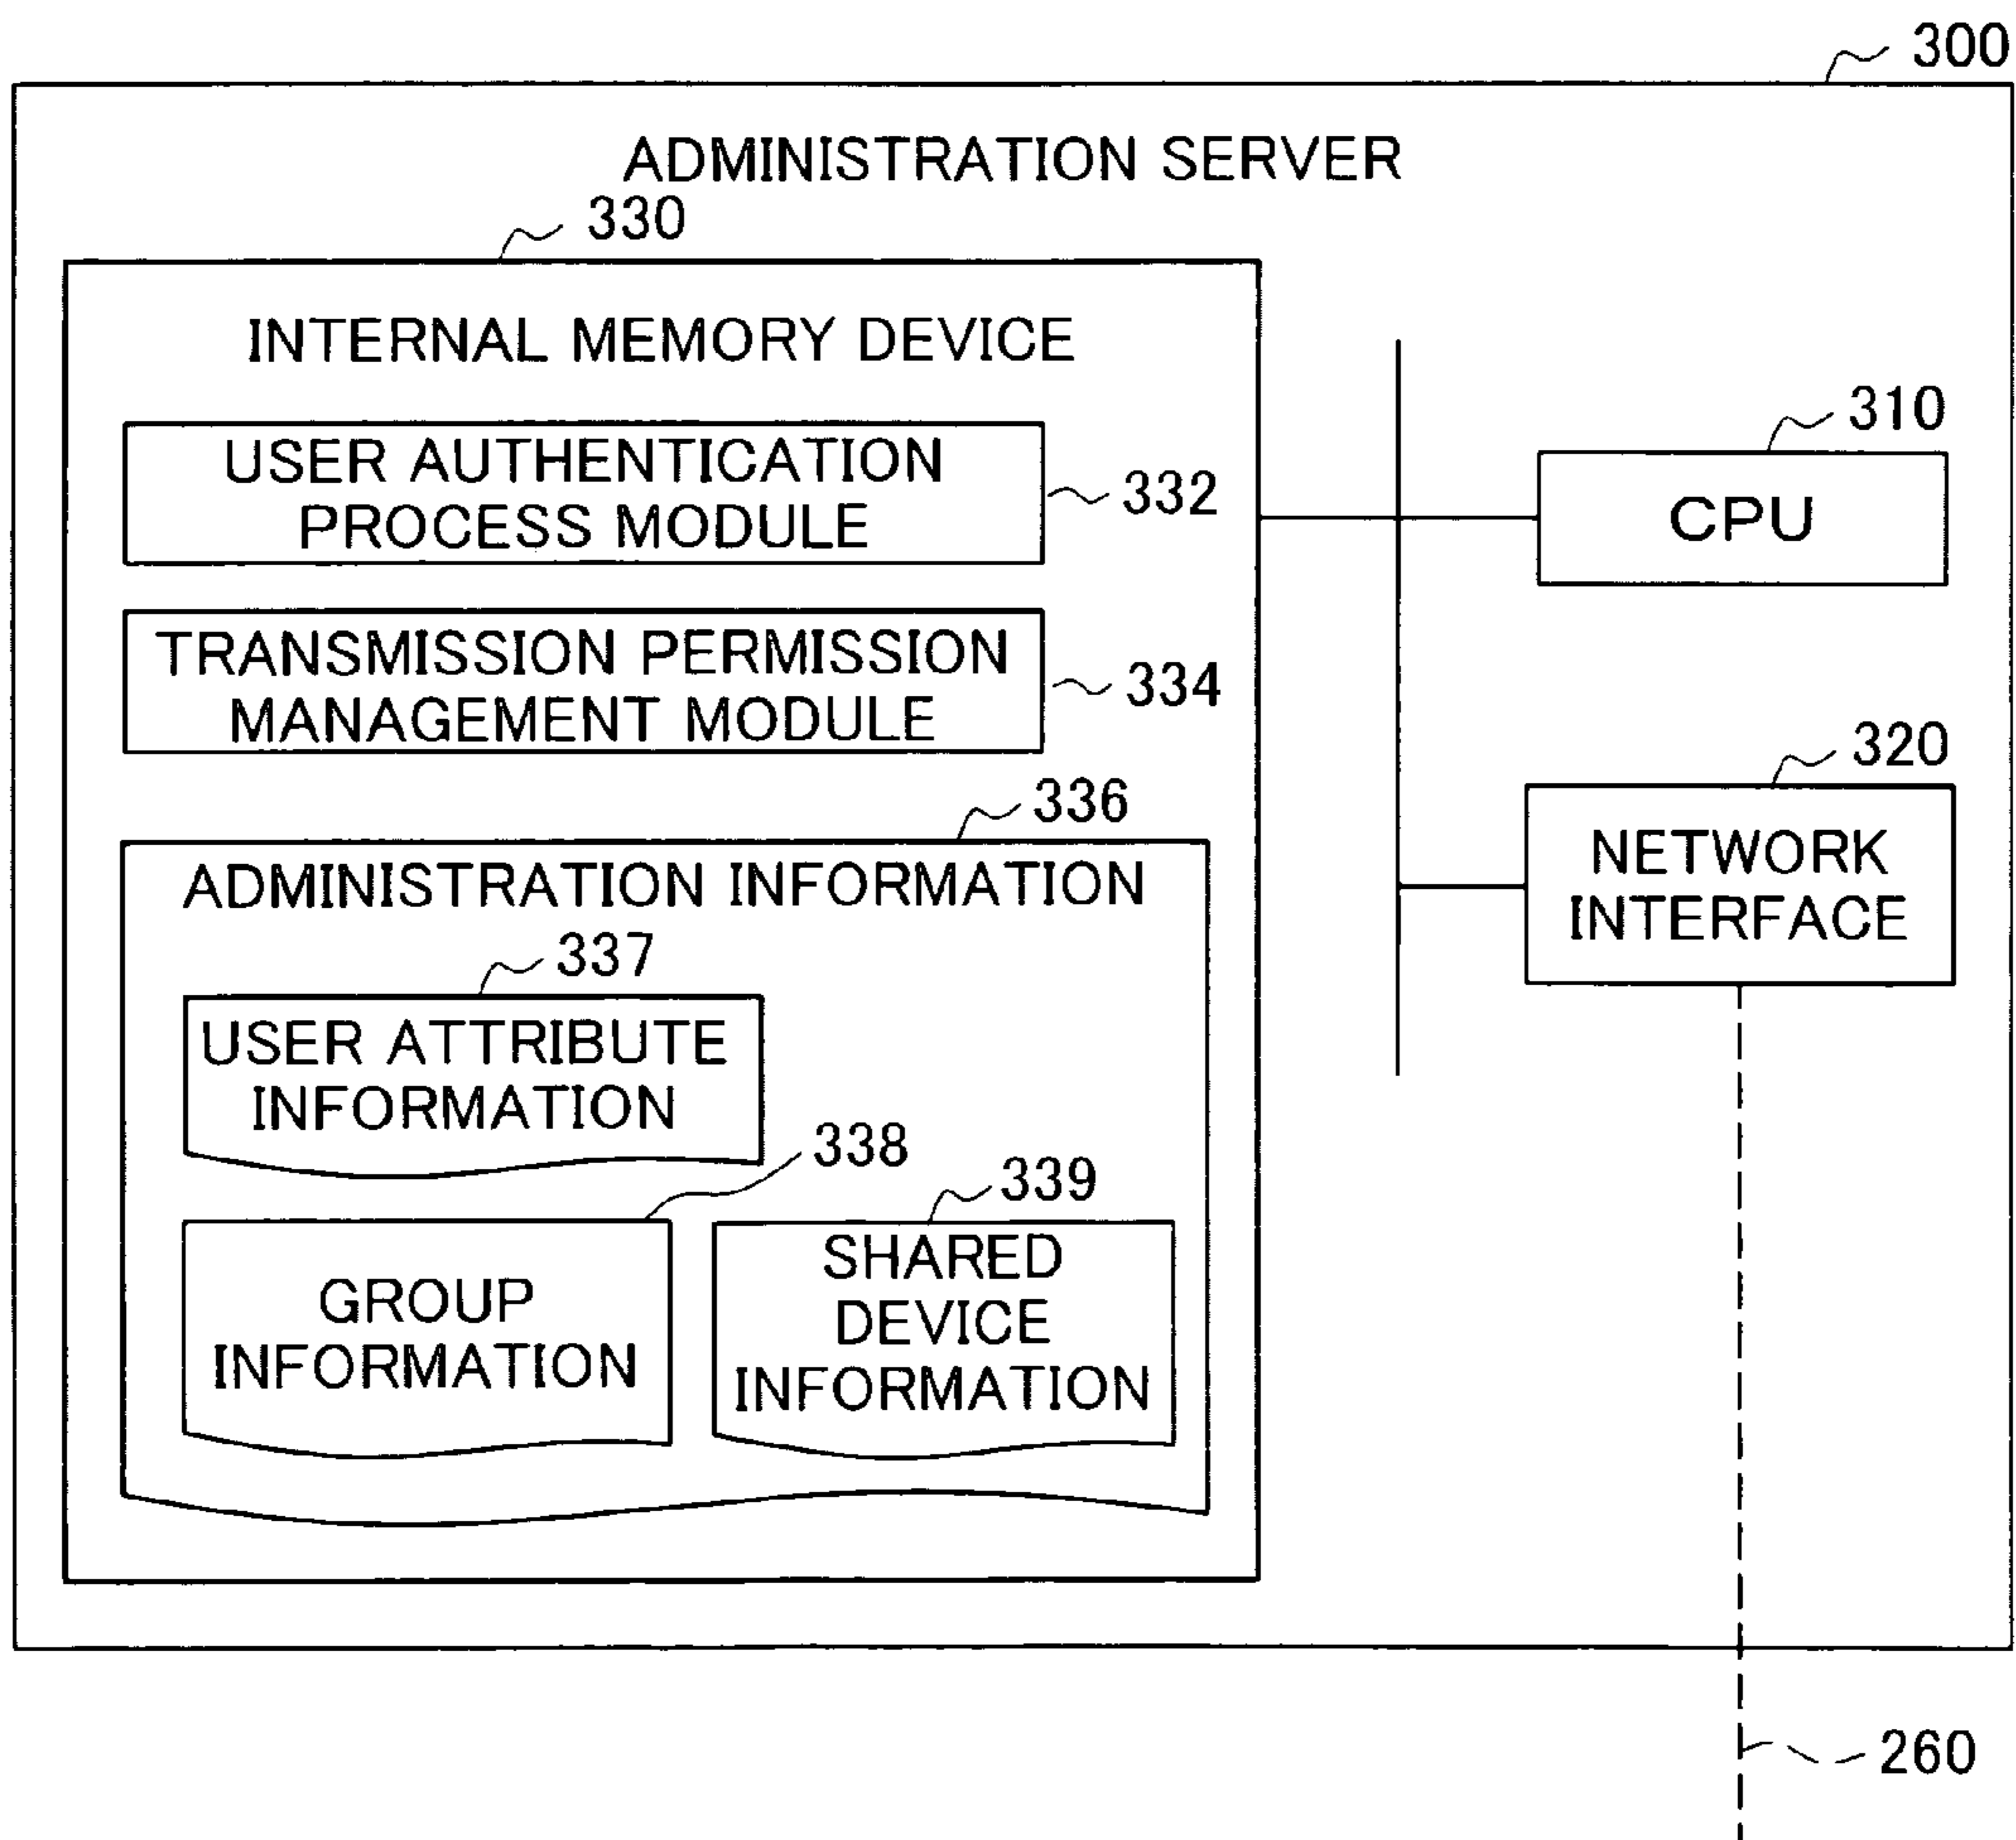 300
ADMINISTRATION SERVER
330
INTERNAL MEMORY DEVICE
USER AUTHENTICATION
PROCESS MODULE
332
TRANSMISSION PERMISSION
MANAGEMENT MODULE
334
336
ADMINISTRATION INFORMATION
337
USER ATTRIBUTE
INFORMATION
338
GROUP
INFORMATION
339
SHARED
DEVICE
INFORMATION
310
CPU
320
NETWORK
INTERFACE
260